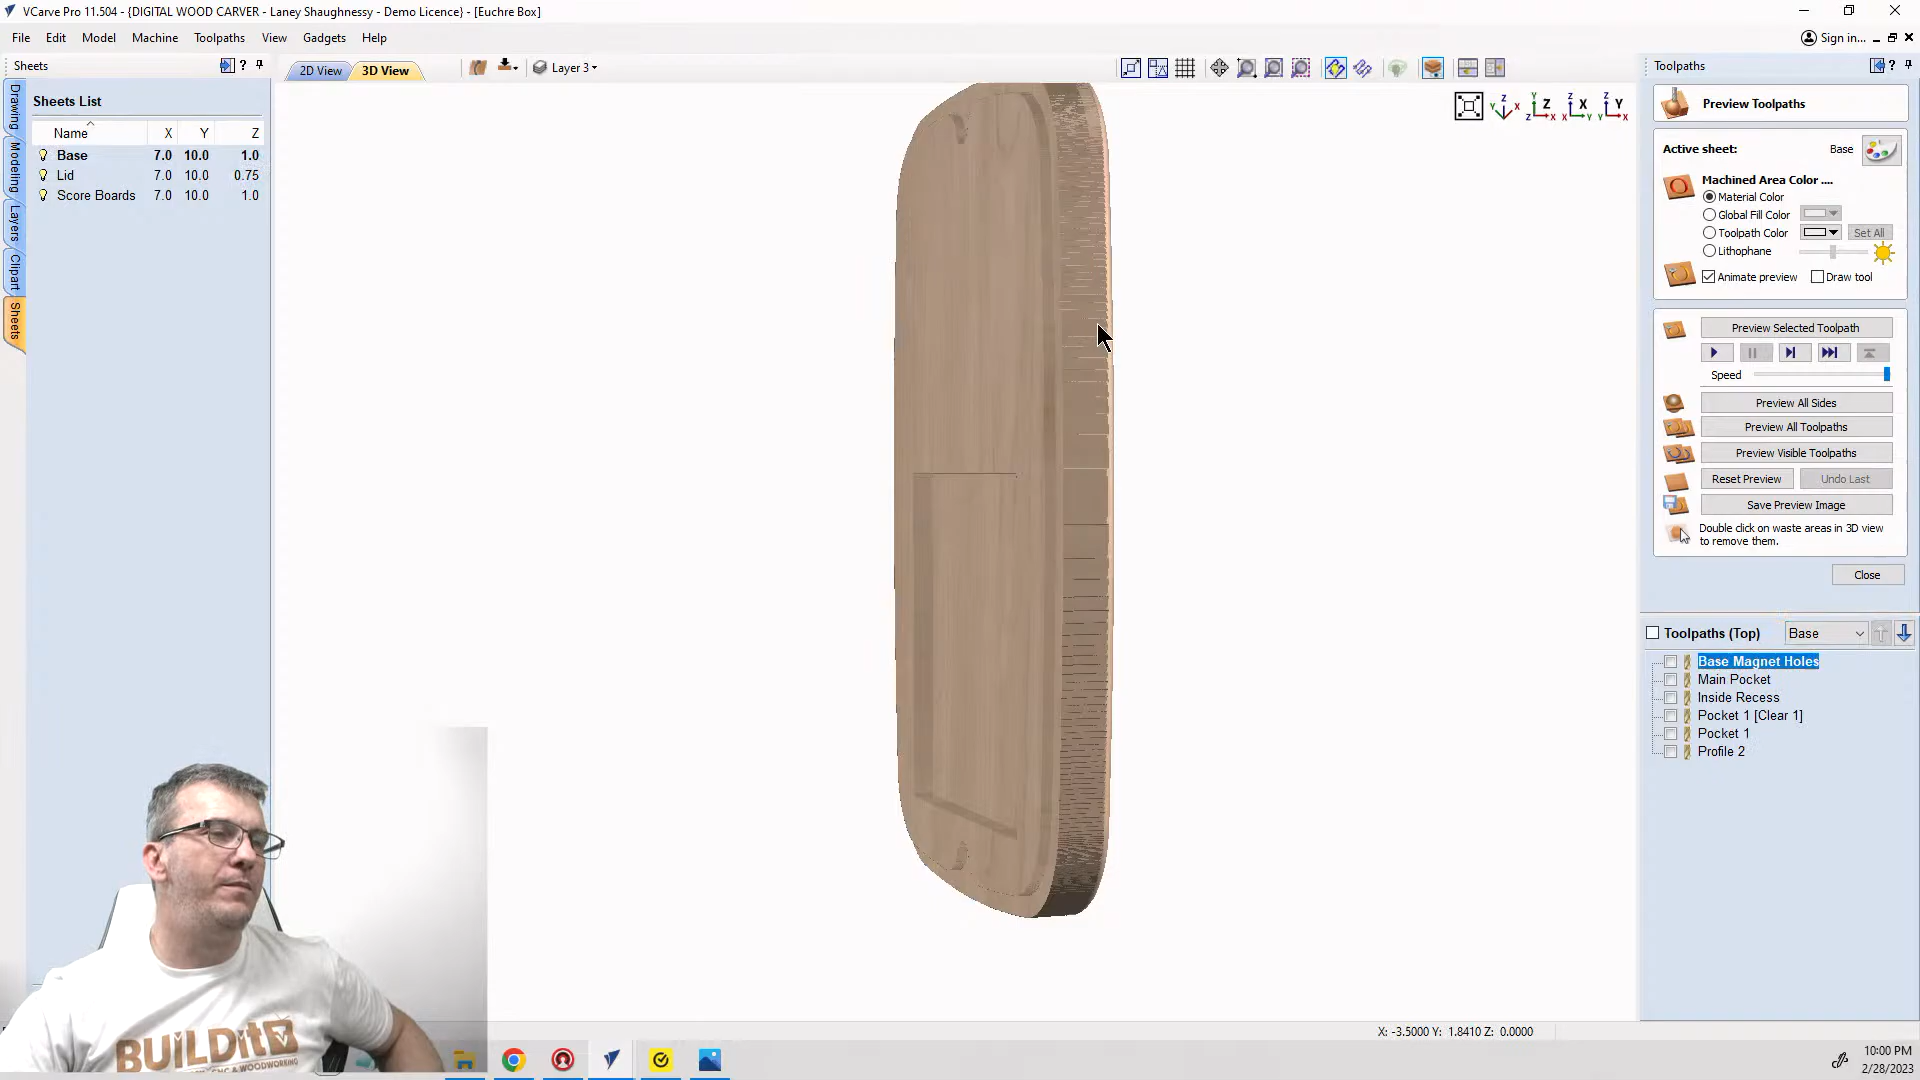 VCarve Pro 11.504 - {DIGITAL WOOD CARVER - Laney Shaughnessy - Demo Licence} - [Euchre Box]
File Edit Model Machine Toolpaths View Gadgets Help
Sign in...
Sheets
2D View 3D View
Layer 3
Toolpaths
Drawing
Modeling
Layers
Clipart
Sheets
Sheets List
Name X Y Z
Base 7.0 10.0 1.0
Lid 7.0 10.0 0.75
Score Boards 7.0 10.0 1.0
Preview Toolpaths
Active sheet: Base
Machined Area Color ....
Material Color
Global Fill Color
Toolpath Color Set All
Lithophane
Animate preview Draw tool
Preview Selected Toolpath
Speed
Preview All Sides
Preview All Toolpaths
Preview Visible Toolpaths
Reset Preview Undo Last
Save Preview Image
Double click on waste areas in 3D view
to remove them.
Close
Toolpaths (Top) Base
Base Magnet Holes
Main Pocket
Inside Recess
Pocket 1 [Clear 1]
Pocket 1
Profile 2
BUILDit
CNC & WOODWORKING
X: -3.5000 Y: 1.8410 Z: 0.0000
10:00 PM
2/28/2023